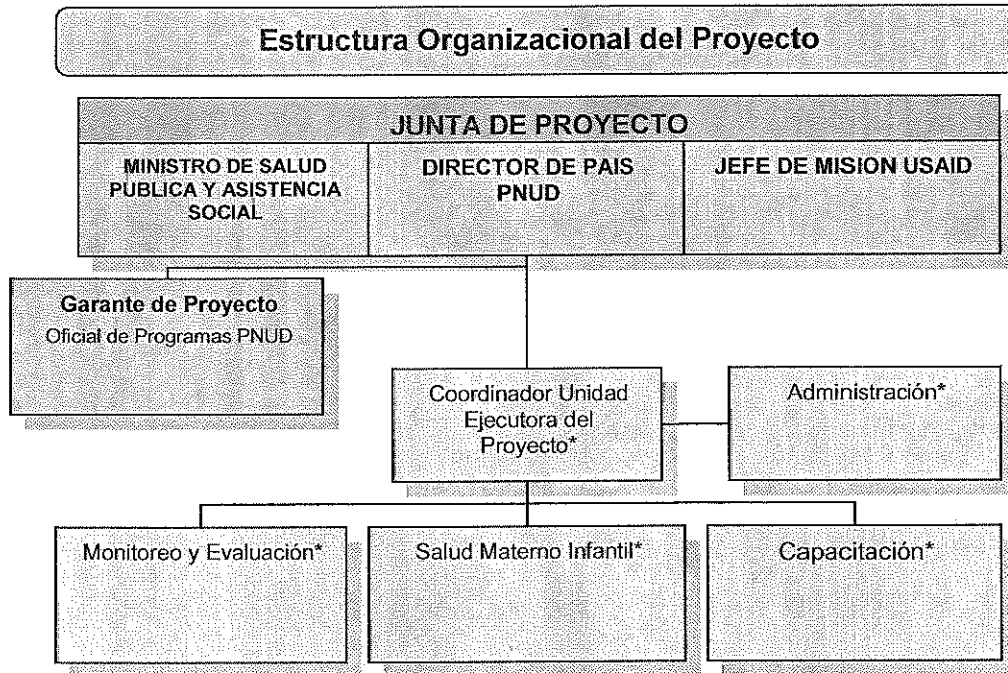 Estructura Organizacional del Proyecto
JUNTA DE PROYECTO
MINISTRO DE SALUD
PUBLICA Y ASISTENCIA
SOCIAL
DIRECTOR DE PAIS
PNUD
JEFE DE MISION USAID
Garante de Proyecto
Oficial de Programas PNUD
Coordinador Unidad
Ejecutora del
Proyecto*
Administración*
Monitoreo y Evaluación*
Salud Materno Infantil*
Capacitación*